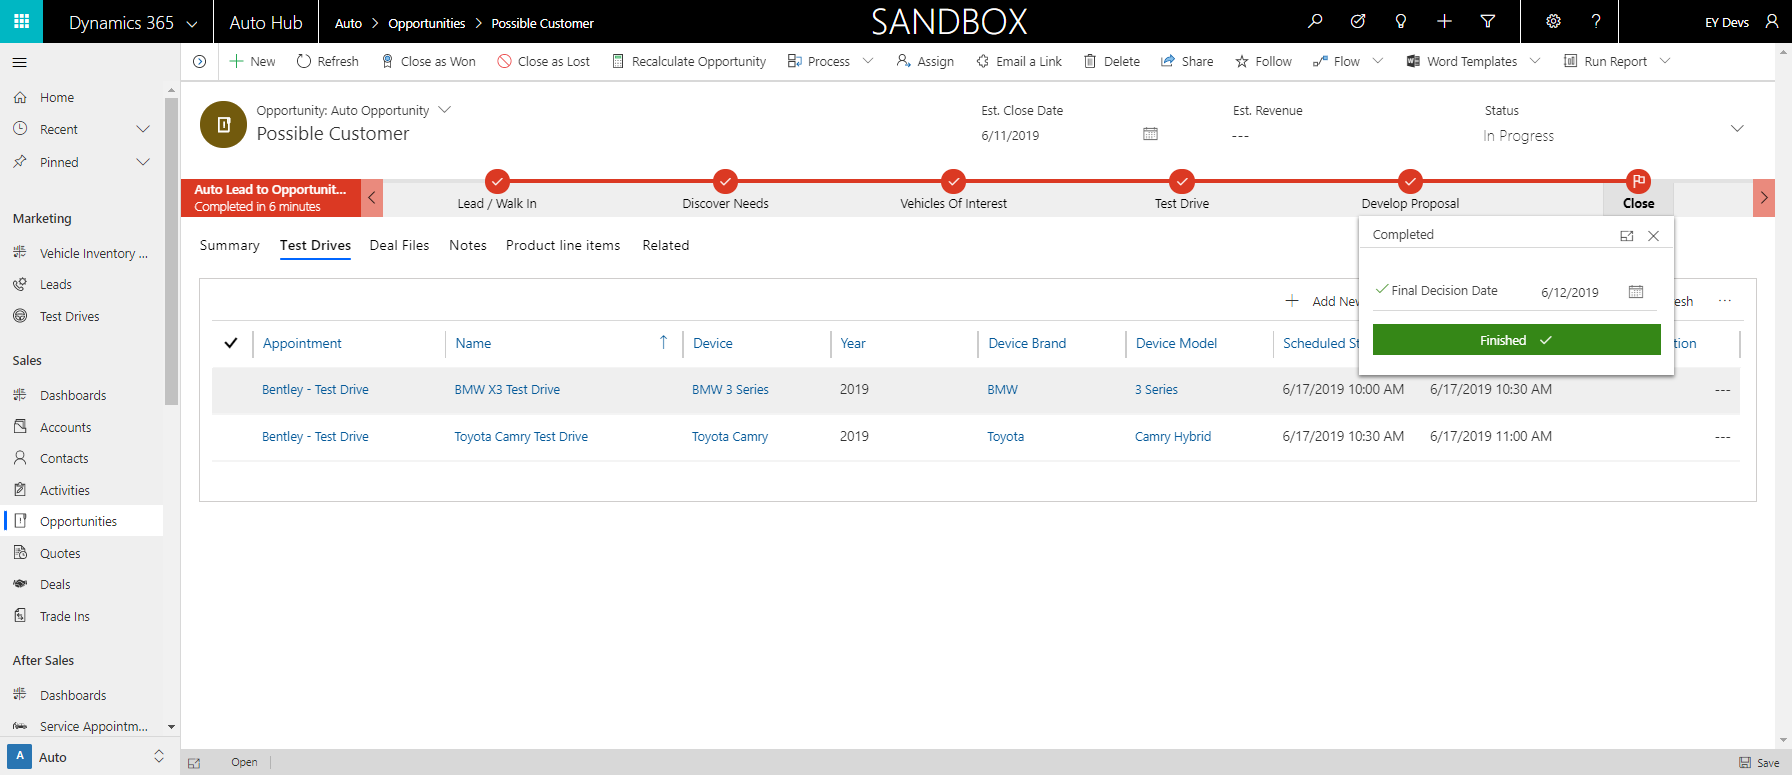 Dynamics 365
Auto Hub
Auto > Opportunities > Possible Customer
SANDBOX
EY Devs
New
Refresh
Close as Won
Close as Lost
Recalculate Opportunity
Process
Assign
Email a Link
Delete
Share
Follow
Flow
Word Templates
Run Report
Home
Recent
Pinned
Marketing
Vehicle Inventory ...
Leads
Test Drives
Sales
Dashboards
Accounts
Contacts
Activities
Opportunities
Quotes
Deals
Trade Ins
After Sales
Dashboards
Service Appointm...
A Auto
Opportunity: Auto Opportunity
Possible Customer
Est. Close Date
6/11/2019
Est. Revenue
---
Status
In Progress
Auto Lead to Opportunit...
Completed in 6 minutes
Lead / Walk In
Discover Needs
Vehicles Of Interest
Test Drive
Develop Proposal
Close
Summary
Test Drives
Deal Files
Notes
Product line items
Related
Completed
Final Decision Date
6/12/2019
Finished
Add New
esh
...
Appointment Name Device Year Device Brand Device Model Scheduled St tion
Bentley - Test Drive BMW X3 Test Drive BMW 3 Series 2019 BMW 3 Series 6/17/2019 10:00 AM 6/17/2019 10:30 AM ---
Bentley - Test Drive Toyota Camry Test Drive Toyota Camry 2019 Toyota Camry Hybrid 6/17/2019 10:30 AM 6/17/2019 11:00 AM ---
Open
Save